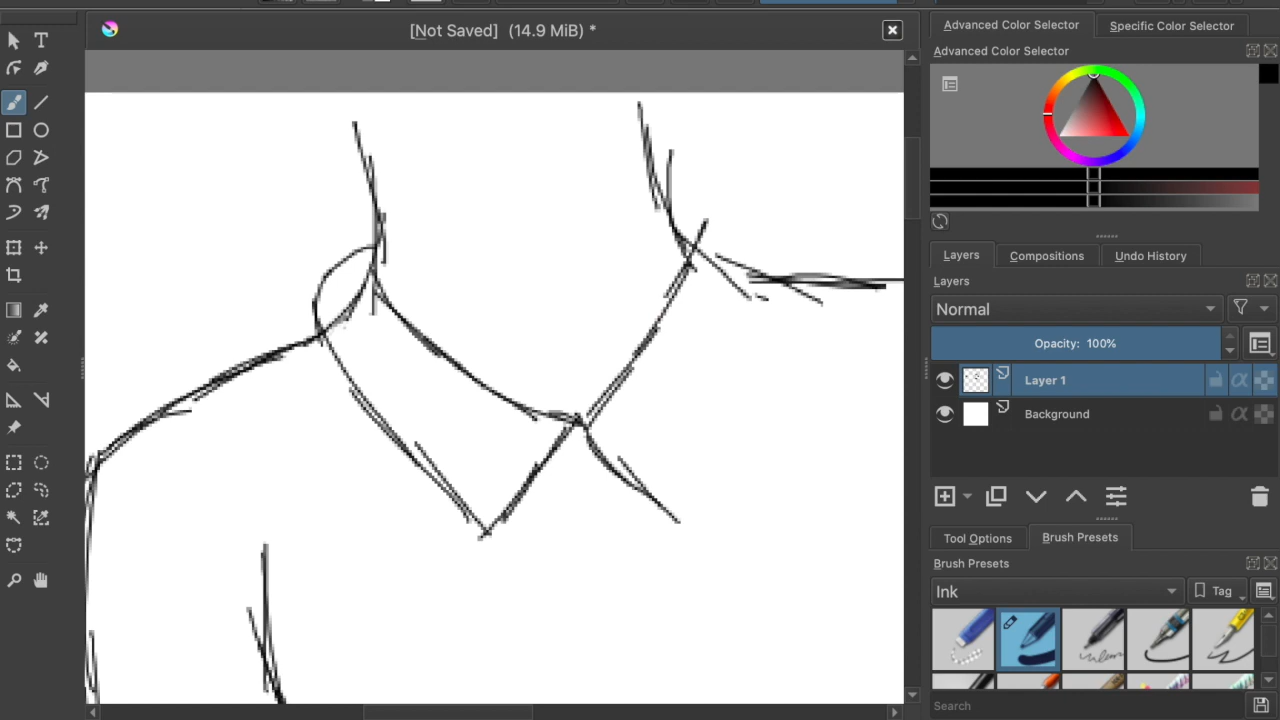 [Not Saved] (14.9 MiB) *
Advanced Color Selector
Specific Color Selector
Advanced Color Selector
Layers
Compositions
Undo History
Layers
Normal
Opacity: 100%
Layer 1
Background
Tool Options
Brush Presets
Brush Presets
Ink
Tag
Search